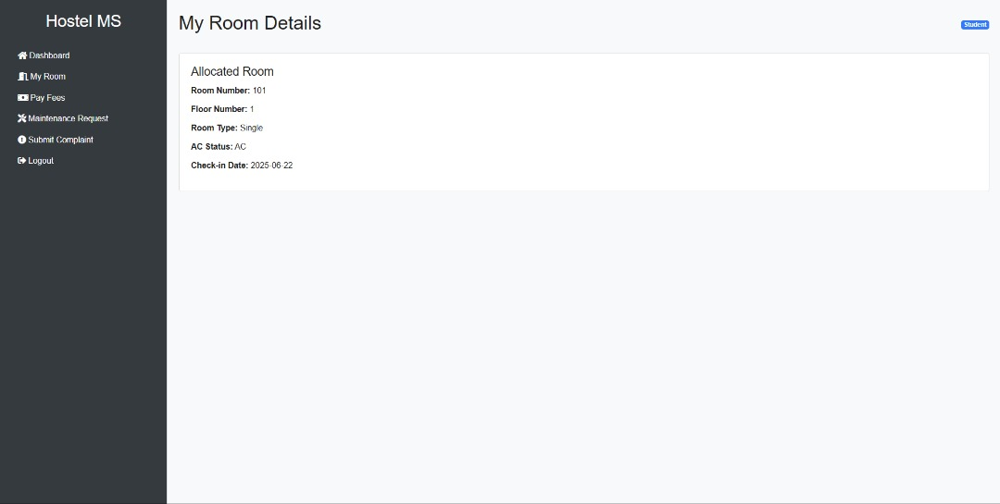 Hostel MS
Dashboard
My Room
Pay Fees
Maintenance Request
Submit Complaint
Logout
My Room Details
Student
Allocated Room
Room Number: 101
Floor Number: 1
Room Type: Single
AC Status: AC
Check-in Date: 2025-06-22